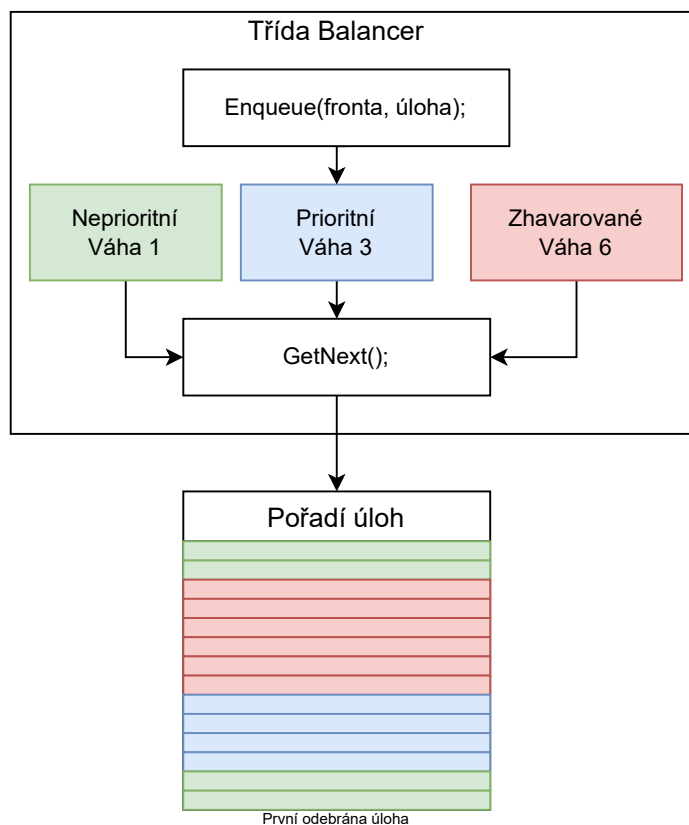 Třída Balancer
Enqueue(fronta, úloha);
Neprioritní
Váha 1
Prioritní
Váha 3
Zhavarované
Váha 6
GetNext();
Pořadí úloh
První odebrána úloha